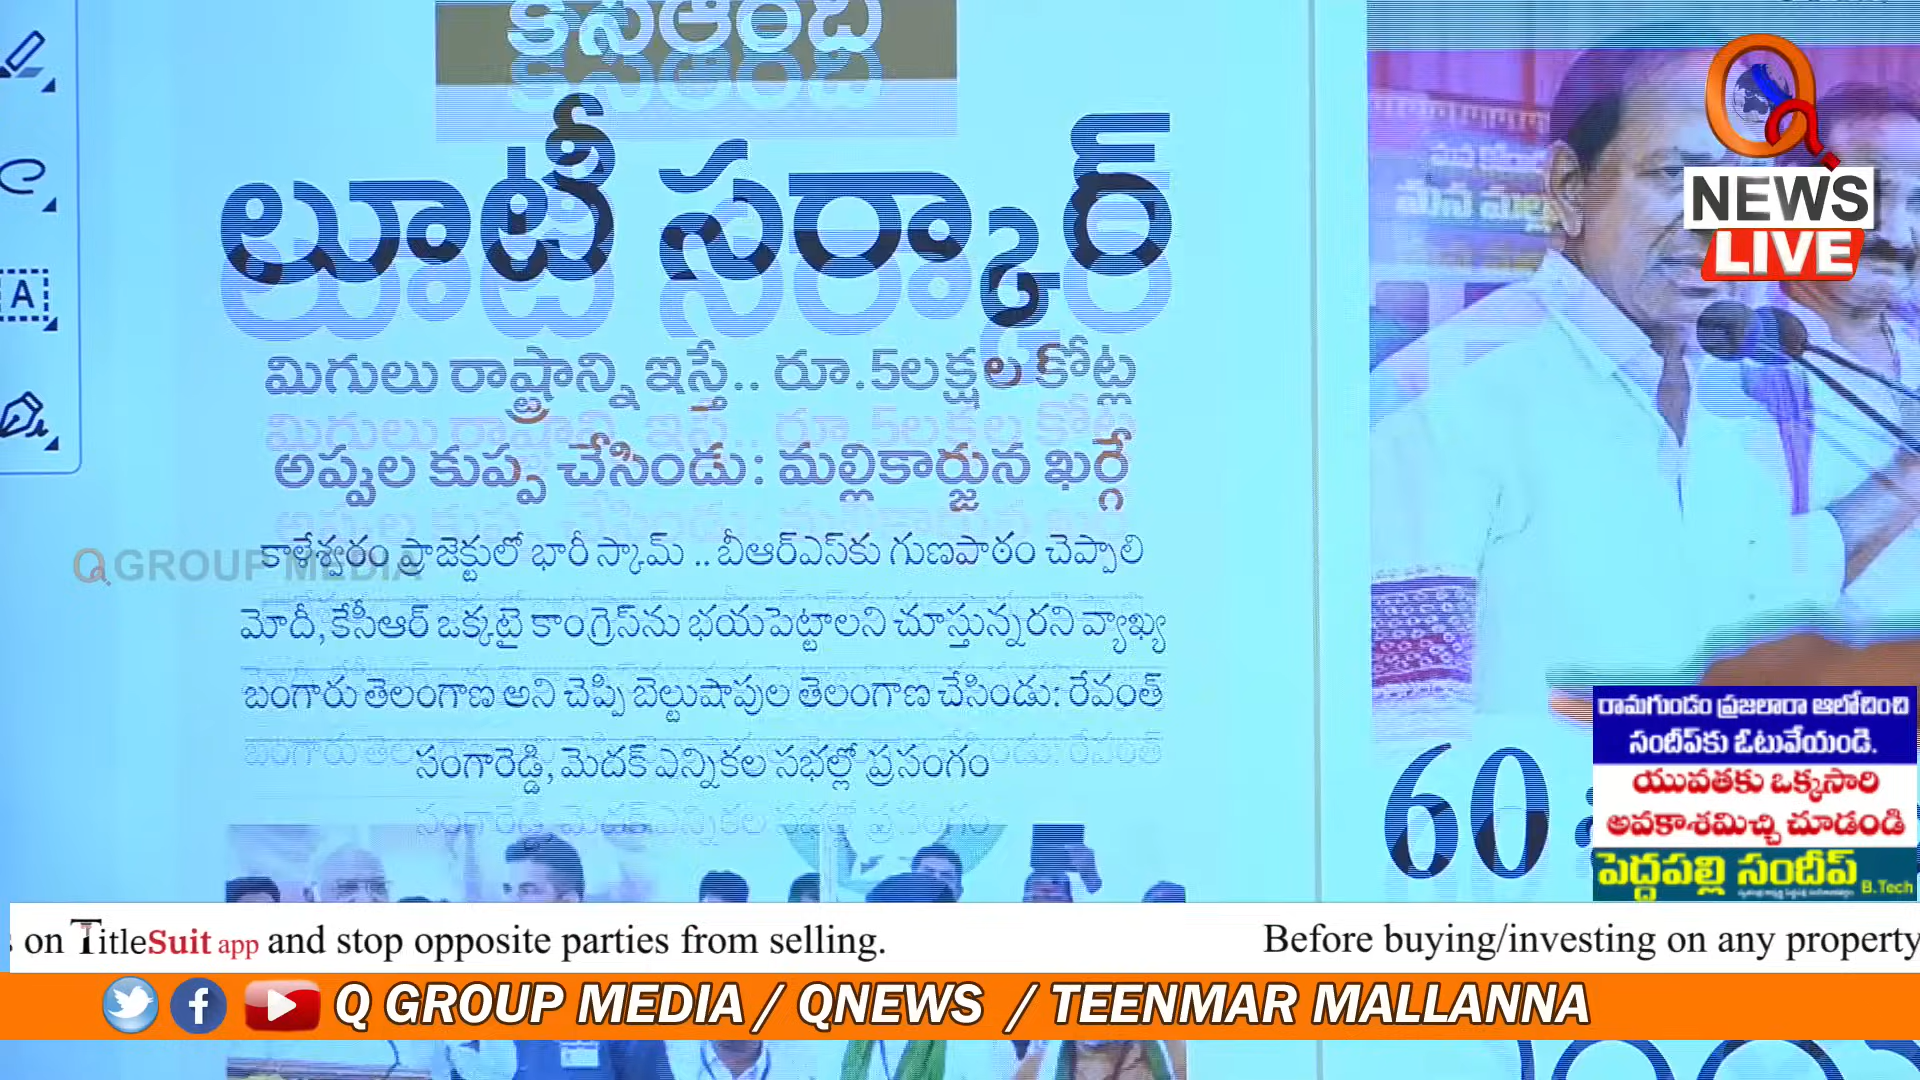 లూటీ సర్కార్
మిగులు రాష్ట్రాన్ని ఇస్తే.. రూ.5లక్షల కోట్ల
అప్పుల కుప్ప చేసిండు: మల్లికార్జున ఖర్గే
కాళేశ్వరం ప్రాజెక్టులో భారీ స్కామ్ .. బీఆర్ఎస్‌కు గుణపాఠం చెప్పాలి
మోదీ, కేసీఆర్ ఒక్కటై కాంగ్రెస్‌ను భయపెట్టాలని చూస్తున్నరని వ్యాఖ్య
బంగారు తెలంగాణ అని చెప్పి బెల్టుషాపుల తెలంగాణ చేసిండు: రేవంత్
సంగారెడ్డి, మెదక్ ఎన్నికల సభల్లో ప్రసంగం
Q GROUP MEDIA
NEWS
LIVE
60
రామగుండం ప్రజలారా ఆలోచించి
సందీప్‌కు ఓటువేయండి.
యువతకు ఒక్కసారి
అవకాశమిచ్చి చూడండి
పెద్దపల్లి సందీప్ B.Tech
on TitleSuit app and stop opposite parties from selling. Before buying/investing on any property
Q GROUP MEDIA / QNEWS / TEENMAR MALLANNA